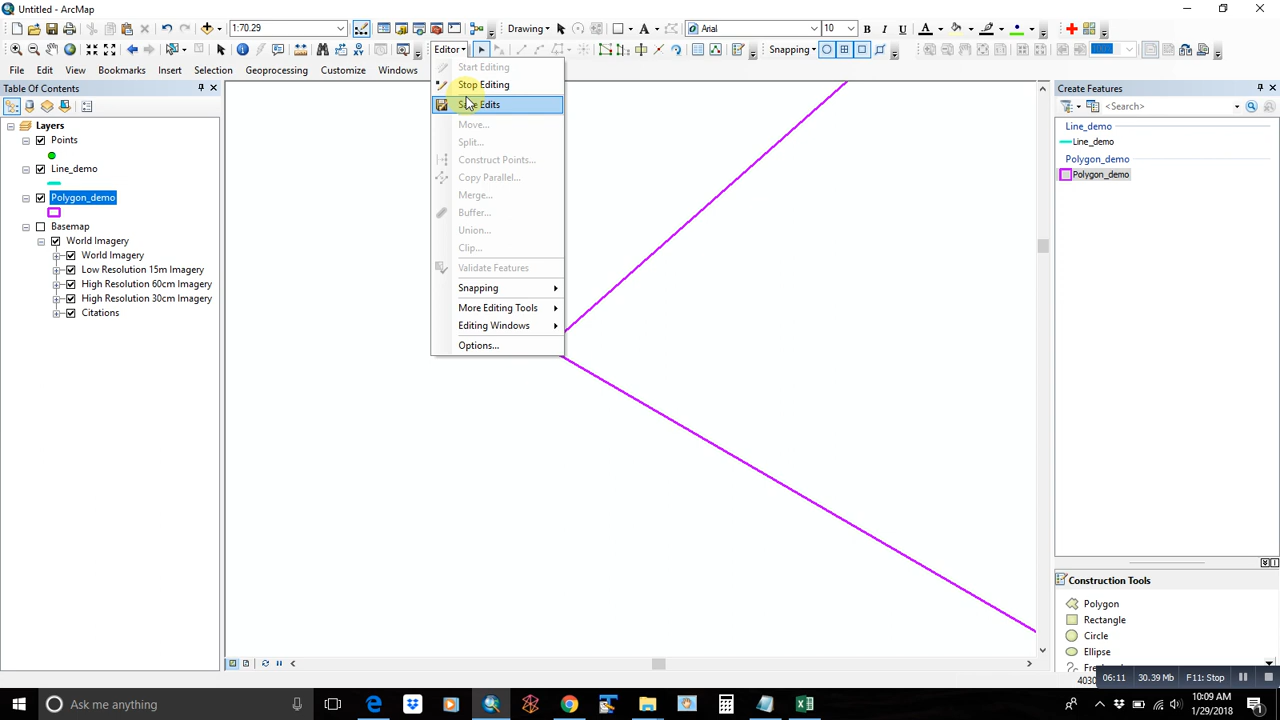 Untitled - ArcMap
1:70.29
Drawing
Arial
10
A
B
I
U
A
Editor
Snapping
File
Edit
View
Bookmarks
Insert
Selection
Geoprocessing
Customize
Windows
Start Editing
Stop Editing
Save Edits
Move...
Split...
Construct Points...
Copy Parallel...
Merge...
Buffer...
Union...
Clip...
Validate Features
Snapping
More Editing Tools
Editing Windows
Options...
Table Of Contents
Layers
Points
Line_demo
Polygon_demo
Basemap
World Imagery
World Imagery
Low Resolution 15m Imagery
High Resolution 60cm Imagery
High Resolution 30cm Imagery
Citations
Create Features
<Search>
Line_demo
Line_demo
Polygon_demo
Polygon_demo
Construction Tools
Polygon
Rectangle
Circle
Ellipse
4030
06:11
30.39 Mb
F11: Stop
Ask me anything
10:09 AM
1/29/2018